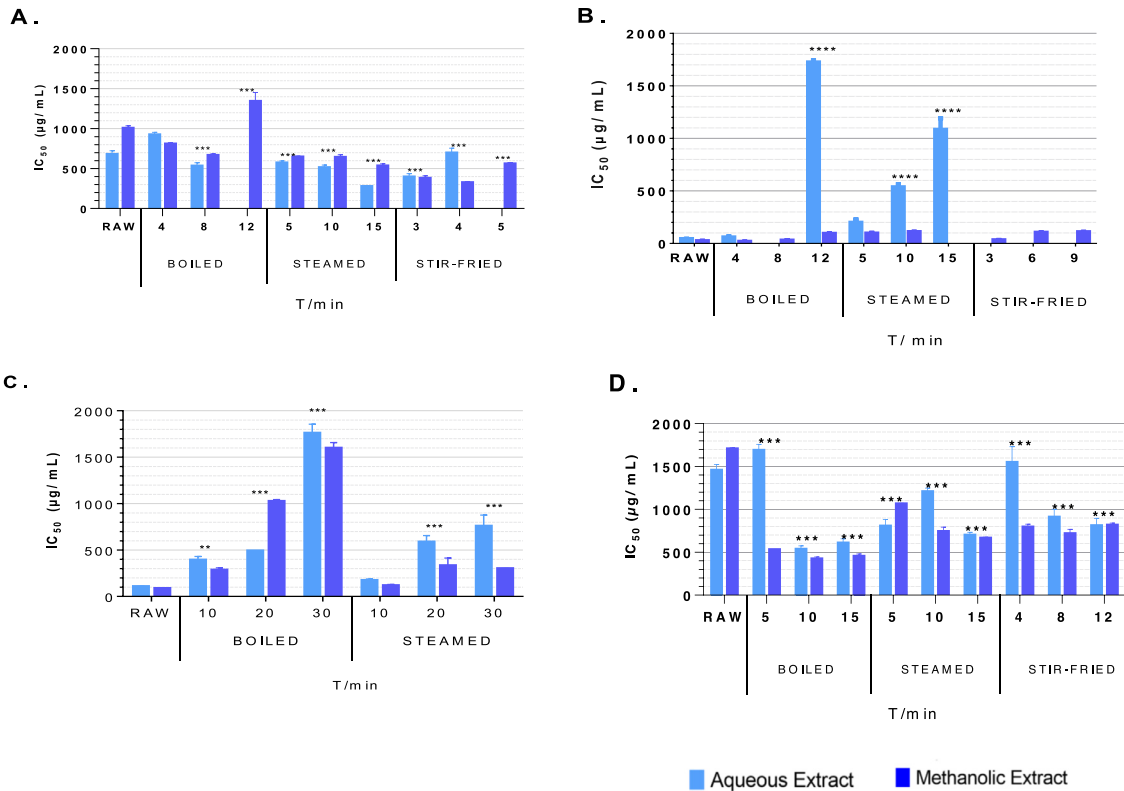 A.
IC50 (µg/mL)
2000
1500
1000
500
0
***
***
***
***
***
***
***
***
RAW 4 8 12 5 10 15 3 4 5
BOILED STEAMED STIR-FRIED
T/min
B.
IC50 (µg/mL)
2000
1500
1000
500
0
****
****
****
RAW 4 8 12 5 10 15 3 6 9
BOILED STEAMED STIR-FRIED
T/ min
C.
IC50 (µg/mL)
2000
1500
1000
500
0
**
***
***
***
***
RAW 10 20 30 10 20 30
BOILED STEAMED
T/min
D.
IC50 (µg/mL)
2000
1500
1000
500
0
***
***
***
***
***
***
***
***
***
RAW 5 10 15 5 10 15 4 8 12
BOILED STEAMED STIR-FRIED
T/min
Aqueous Extract Methanolic Extract